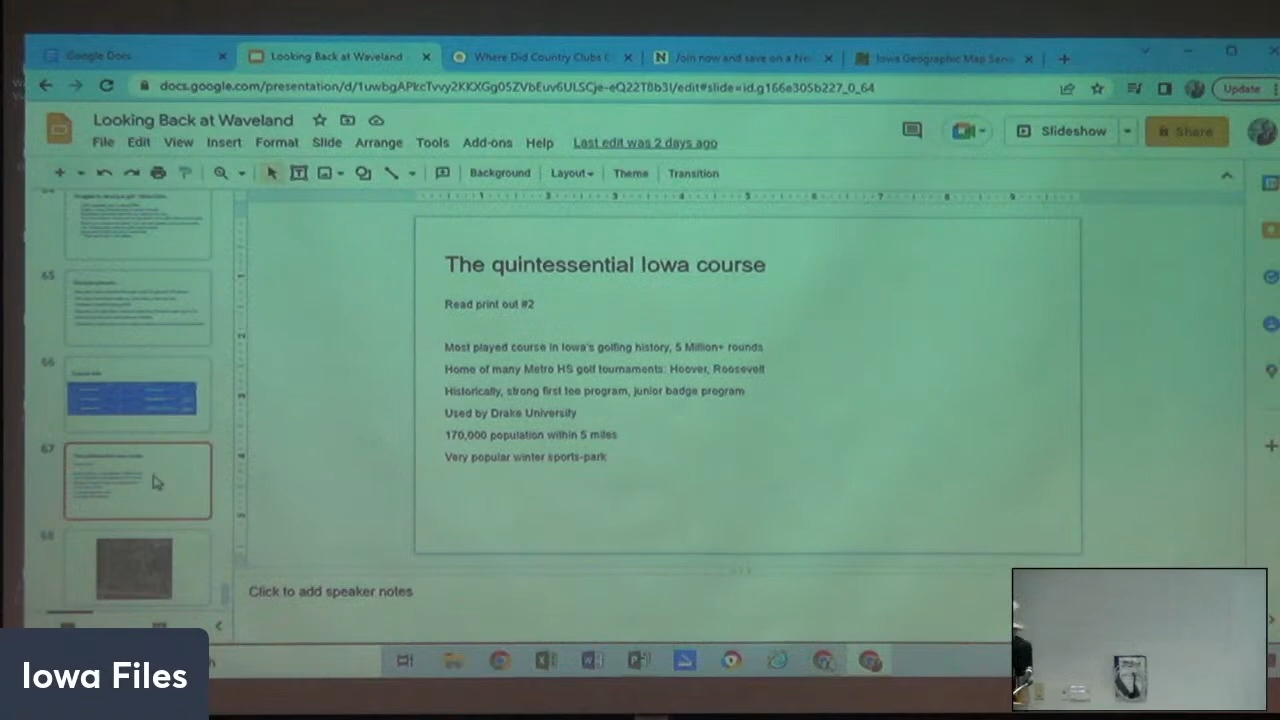 Google Docs
Looking Back at Waveland
Where Did Country Clubs C
Join now and save on a Ne
Iowa Geographic Map Serv
docs.google.com/presentation/d/1uwbgAPkcTvvy2KKXGg05ZVbEuv6ULSCje-eQ22T8b3I/edit#slide=id.g166e305b227_0_64
Update
Looking Back at Waveland
File Edit View Insert Format Slide Arrange Tools Add-ons Help Last edit was 2 days ago
Slideshow
Share
Background Layout Theme Transition
The quintessential Iowa course
Read print out #2
Most played course in Iowa's golfing history, 5 Million+ rounds
Home of many Metro HS golf tournaments: Hoover, Roosevelt
Historically, strong first tee program, junior badge program
Used by Drake University
170,000 population within 5 miles
Very popular winter sports-park
65
66
67
68
Click to add speaker notes
Iowa Files